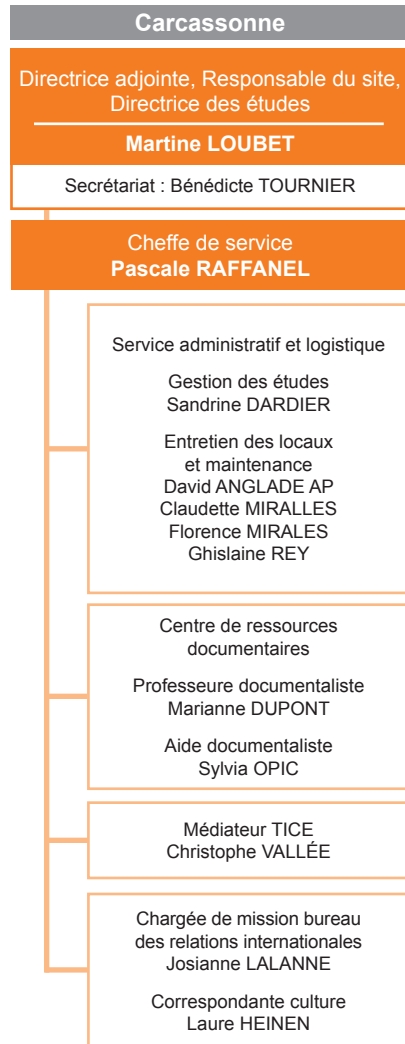 Carcassonne
Directrice adjointe, Responsable du site,
Directrice des études
Martine LOUBET
Secrétariat : Bénédicte TOURNIER
Cheffe de service
Pascale RAFFANEL
Service administratif et logistique
Gestion des études
Sandrine DARDIER
Entretien des locaux
et maintenance
David ANGLADE AP
Claudette MIRALLES
Florence MIRALES
Ghislaine REY
Centre de ressources
documentaires
Professeure documentaliste
Marianne DUPONT
Aide documentaliste
Sylvia OPIC
Médiateur TICE
Christophe VALLÉE
Chargée de mission bureau
des relations internationales
Josianne LALANNE
Correspondante culture
Laure HEINEN